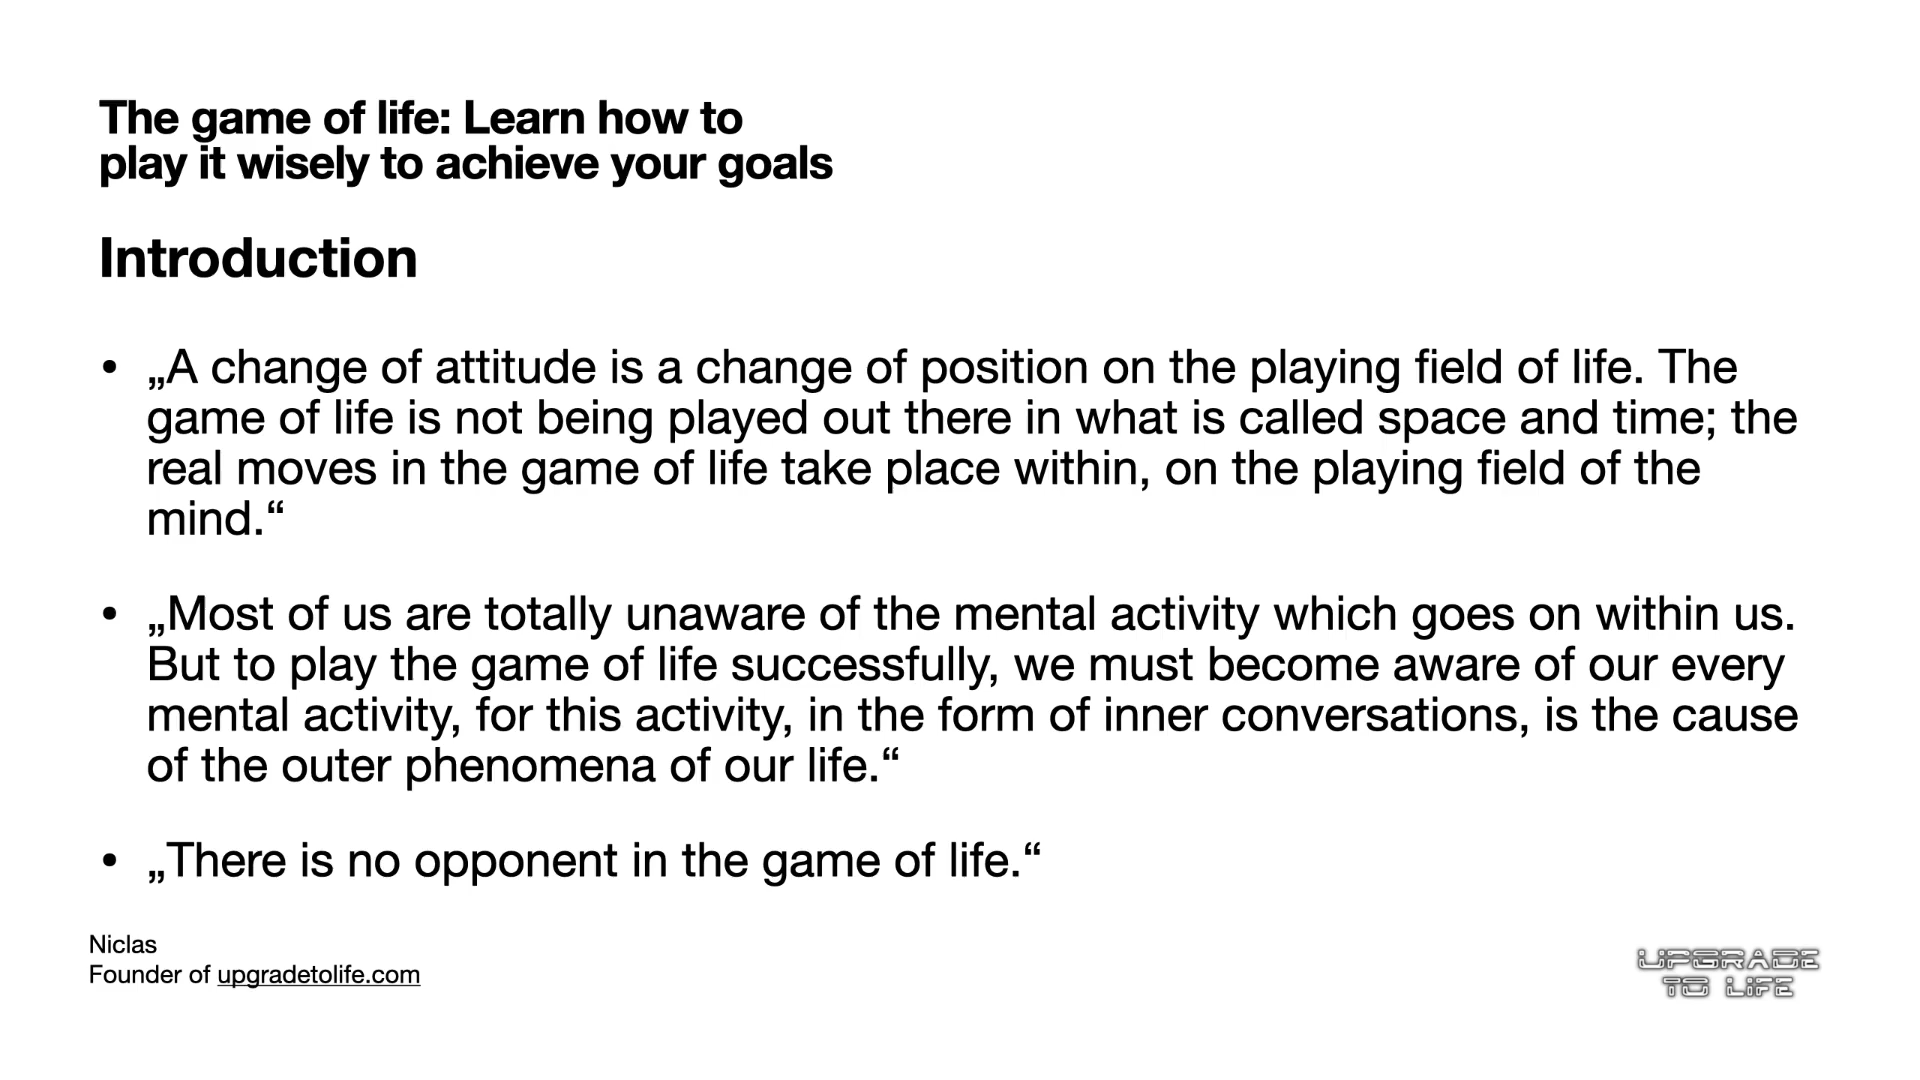 The game of life: Learn how to
play it wisely to achieve your goals
Introduction
• „A change of attitude is a change of position on the playing field of life. The
game of life is not being played out there in what is called space and time; the
real moves in the game of life take place within, on the playing field of the
mind.“
• „Most of us are totally unaware of the mental activity which goes on within us.
But to play the game of life successfully, we must become aware of our every
mental activity, for this activity, in the form of inner conversations, is the cause
of the outer phenomena of our life.“
• „There is no opponent in the game of life.“
Niclas
Founder of upgradetolife.com
UPGRADE
TO LIFE